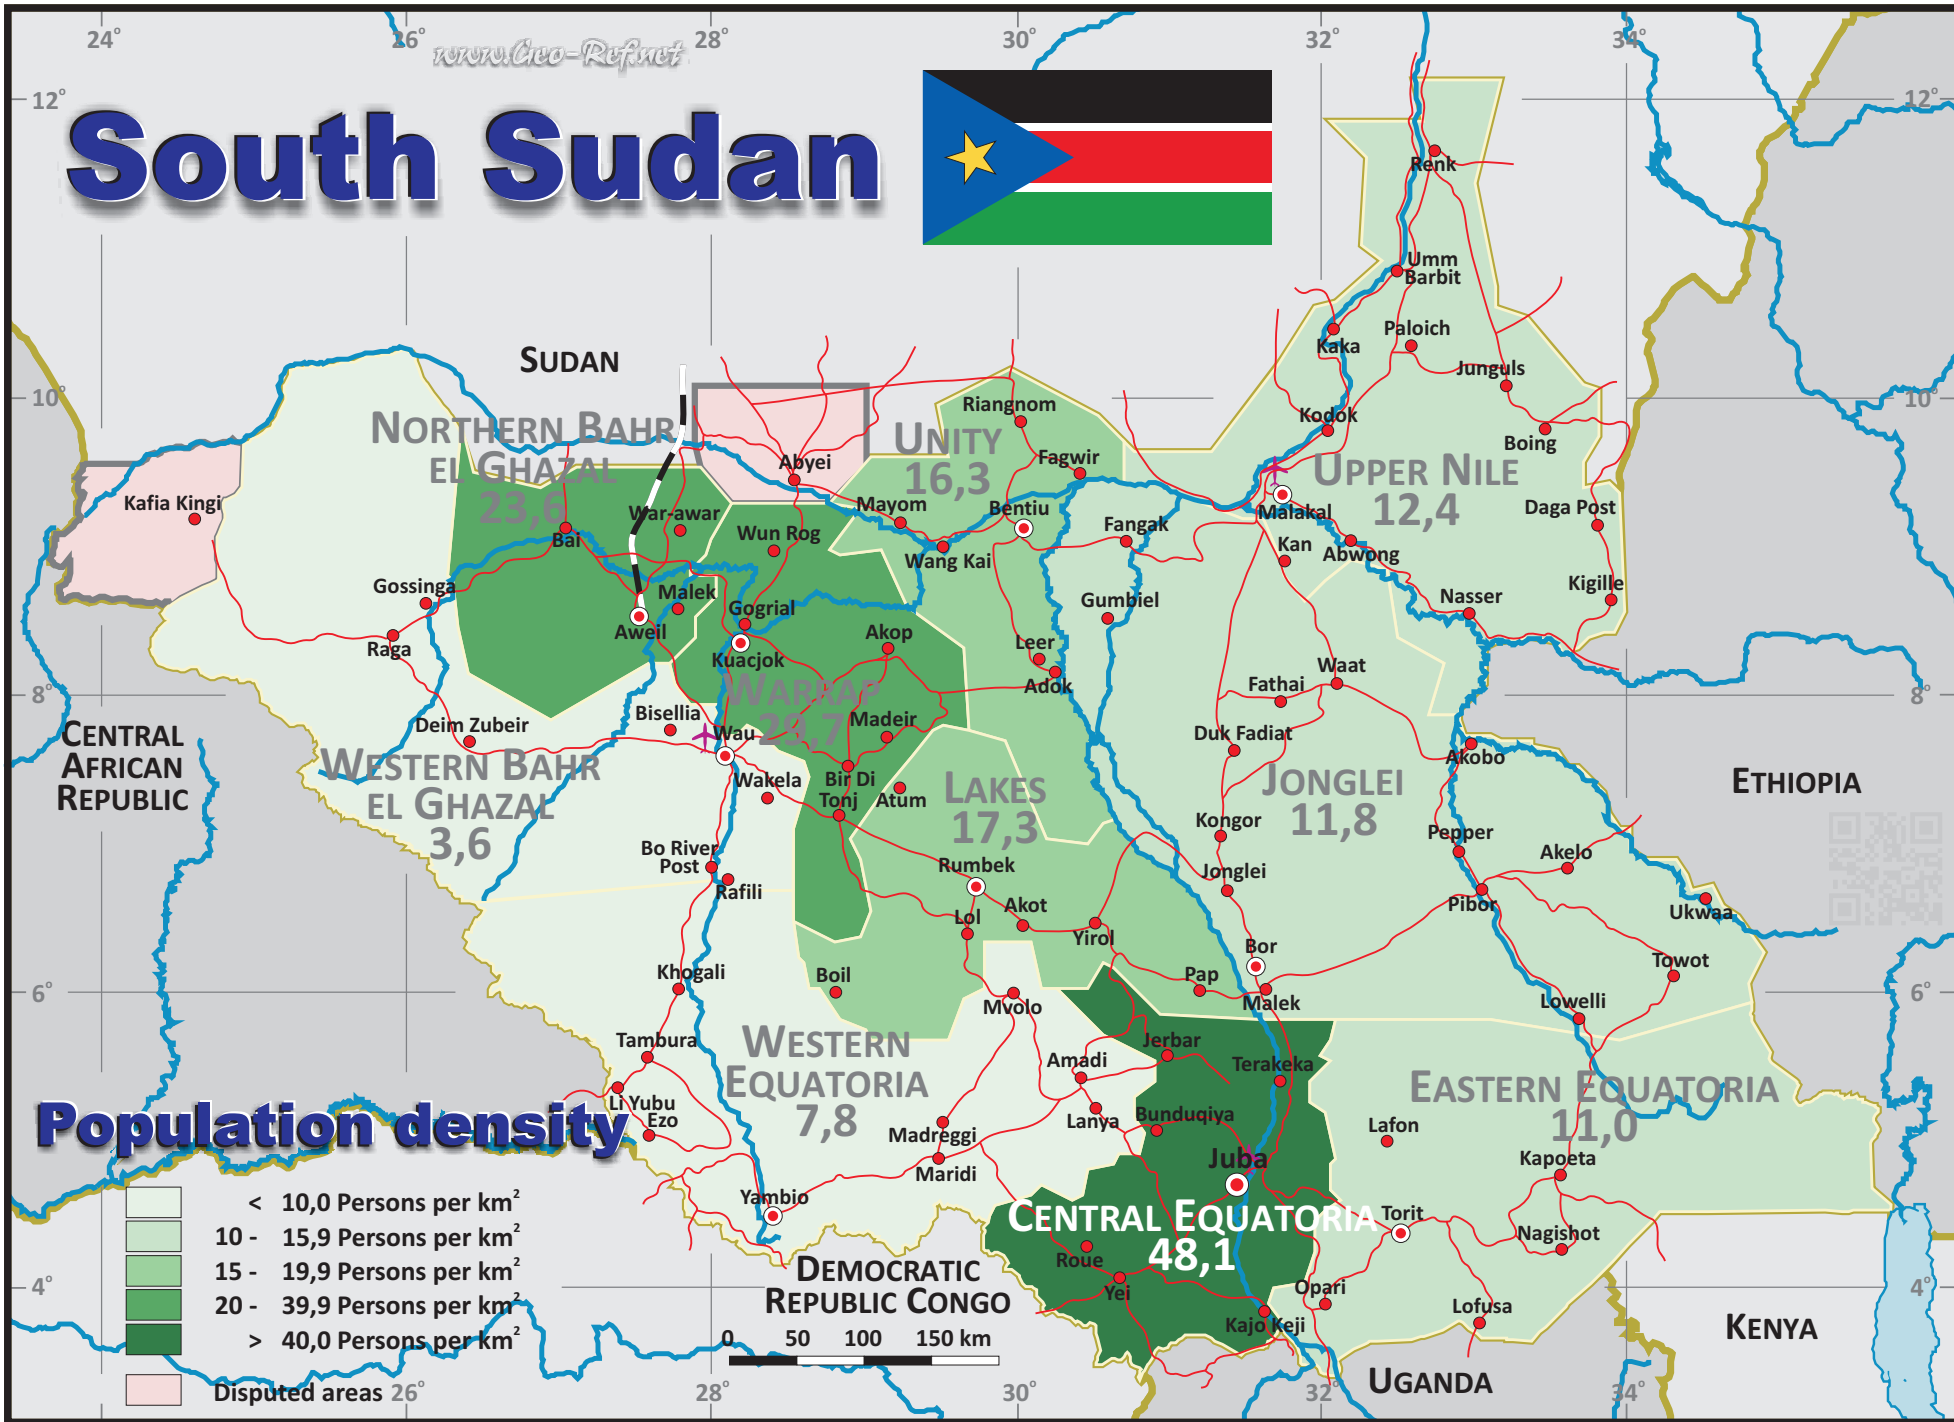 24°
26°
28°
30°
32°
34°
www.Geo-Ref.net
12°
12°
South Sudan
Renk
Umm
Barbit
Paloich
Kaka
Junguls
SUDAN
10°
10°
NORTHERN BAHR
EL GHAZAL
23,6
Riangnom
UNITY
16,3
Kodok
Boing
Fagwir
Abyei
UPPER NILE
12,4
Kafia Kingi
Mayom
Bentiu
Malakal
Daga Post
War-awar
Bai
Wun Rog
Wang Kai
Fangak
Kan
Abwong
Gossinga
Malek
Gogrial
Gumbiel
Nasser
Kigille
Aweil
Raga
Akop
Kuacjok
Leer
Adok
Waat
Fathai
8°
8°
WARRAP
29,7
Bisellia
Deim Zubeir
Wau
Madeir
Duk Fadiat
Akobo
CENTRAL
AFRICAN
REPUBLIC
WESTERN BAHR
EL GHAZAL
3,6
Wakela
Bir Di
Tonj
Atum
LAKES
17,3
JONGLEI
11,8
ETHIOPIA
Kongor
Pepper
Akelo
Bo River
Post
Rafili
Rumbek
Jonglei
Pibor
Ukwaa
Lol
Akot
Yirol
Bor
Khogali
Boil
Pap
Malek
Towot
6°
6°
Mvolo
Lowelli
Tambura
WESTERN
EQUATORIA
7,8
Amadi
Jerbar
Terakeka
EASTERN EQUATORIA
11,0
Li Yubu
Ezo
Population density
Lanya
Bunduqiya
Lafon
Madreggi
Maridi
Juba
Kapoeta
Yambio
CENTRAL EQUATORIA
48,1
Torit
Nagishot
< 10,0 Persons per km²
10 - 15,9 Persons per km²
15 - 19,9 Persons per km²
20 - 39,9 Persons per km²
> 40,0 Persons per km²
Disputed areas
Roue
Yei
DEMOCRATIC
REPUBLIC CONGO
Opari
Lofusa
Kajo Keji
4°
4°
0 50 100 150 km
KENYA
UGANDA
26°
28°
30°
32°
34°